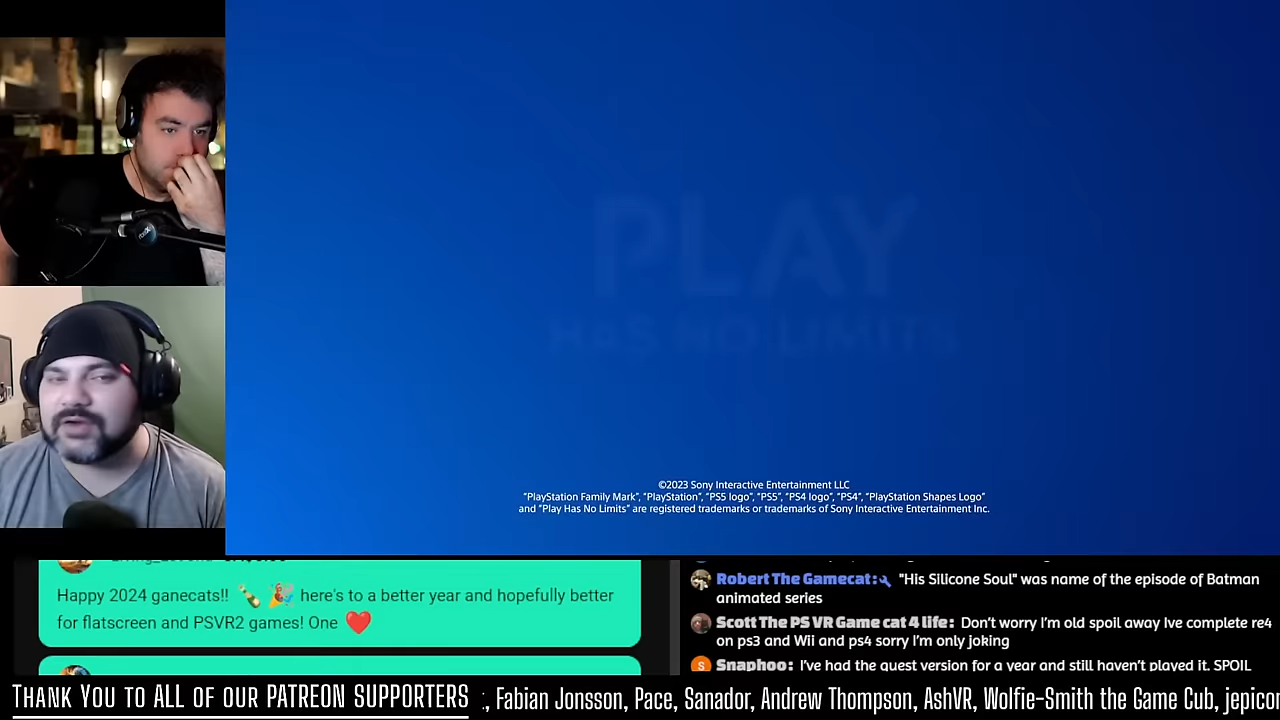 PLAY
HAS NO LIMITS
©2023 Sony Interactive Entertainment LLC
"PlayStation Family Mark", "PlayStation", "PS5 logo", "PS5", "PS4 logo", "PS4", "PlayStation Shapes Logo"
and "Play Has No Limits" are registered trademarks or trademarks of Sony Interactive Entertainment Inc.
Happy 2024 ganecats!! 🍾 🎉 here's to a better year and hopefully better
for flatscreen and PSVR2 games! One ❤️
Robert The Gamecat: "His Silicone Soul" was name of the episode of Batman
animated series
Scott The PS VR Game cat 4 life: Don't worry I'm old spoil away Ive complete re4
on ps3 and Wii and ps4 sorry I'm only joking
S Snaphoo: I've had the quest version for a year and still haven't played it. SPOIL
THANK YOU TO ALL OF OUR PATREON SUPPORTERS
, Fabian Jonsson, Pace, Sanador, Andrew Thompson, AshVR, Wolfie-Smith the Game Cub, jepicor